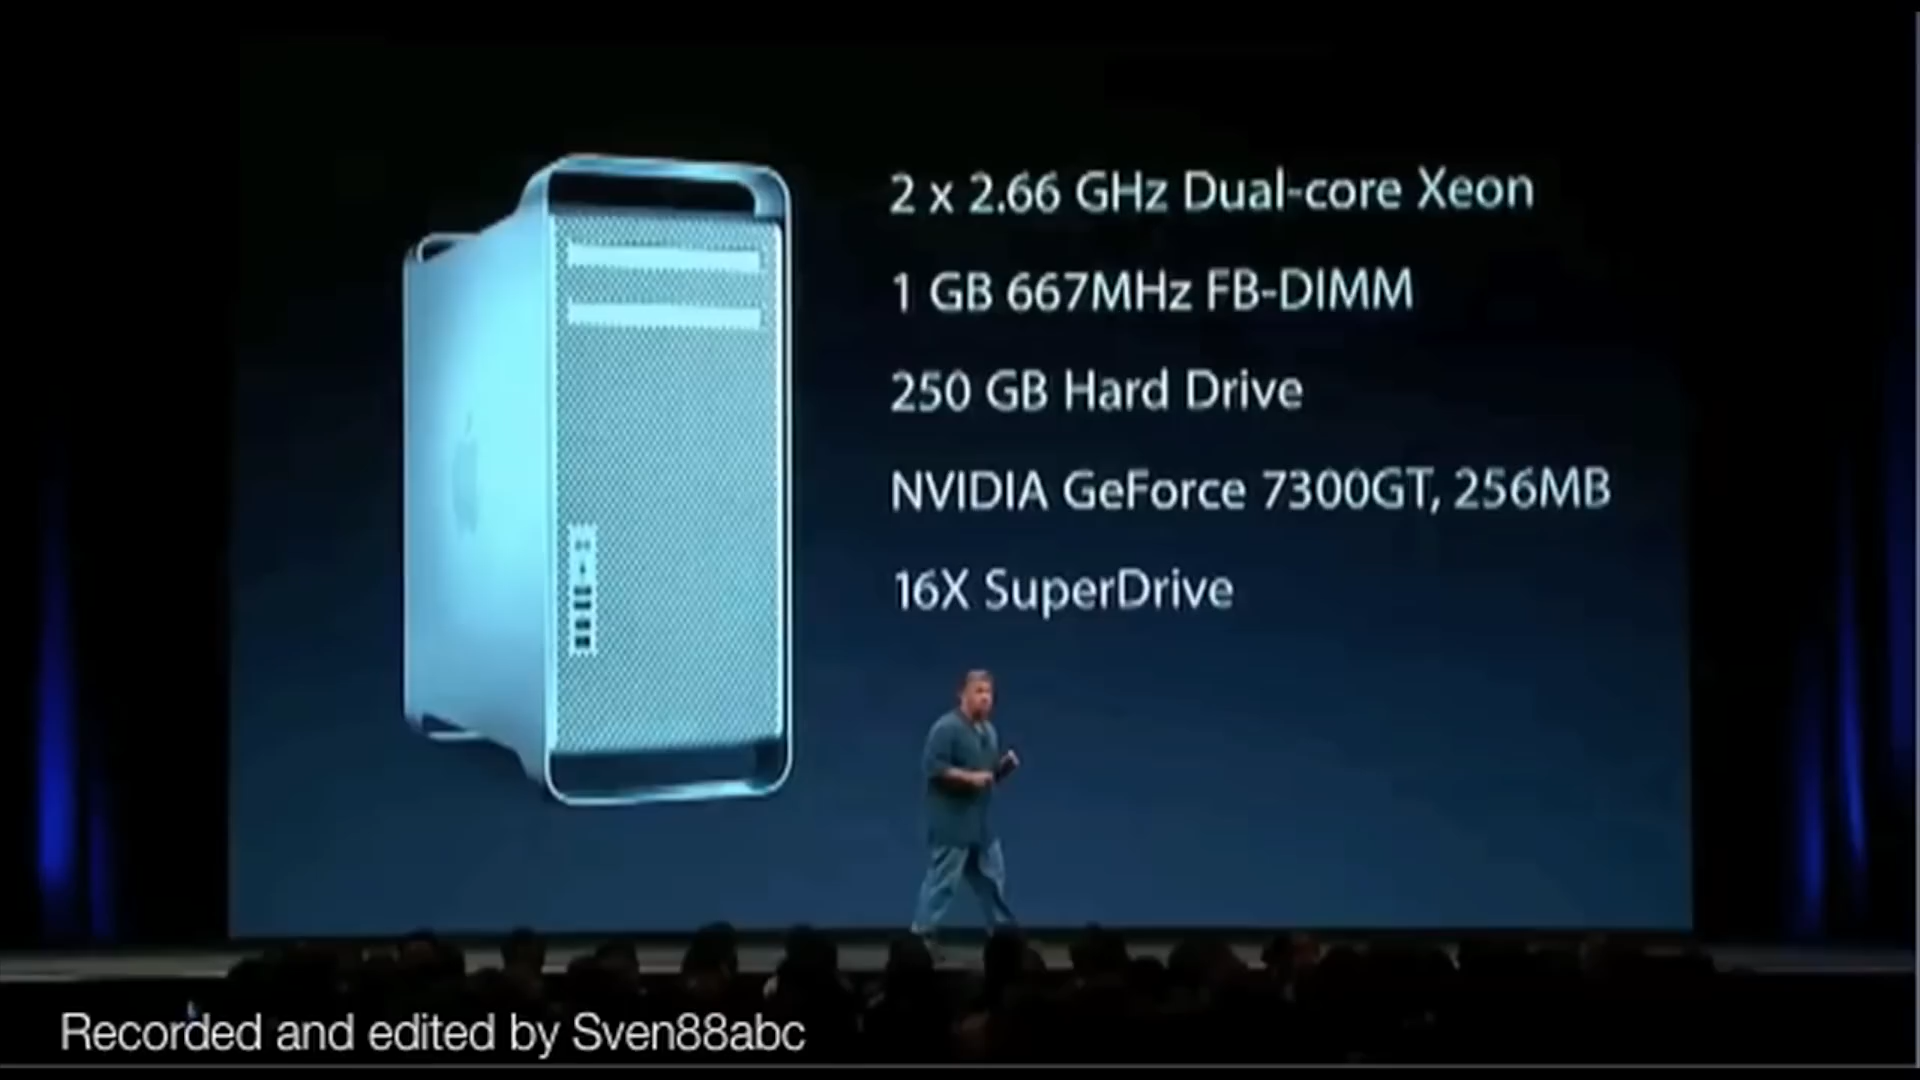 2 x 2.66 GHz Dual-core Xeon
1 GB 667MHz FB-DIMM
250 GB Hard Drive
NVIDIA GeForce 7300GT, 256MB
16X SuperDrive
Recorded and edited by Sven88abc